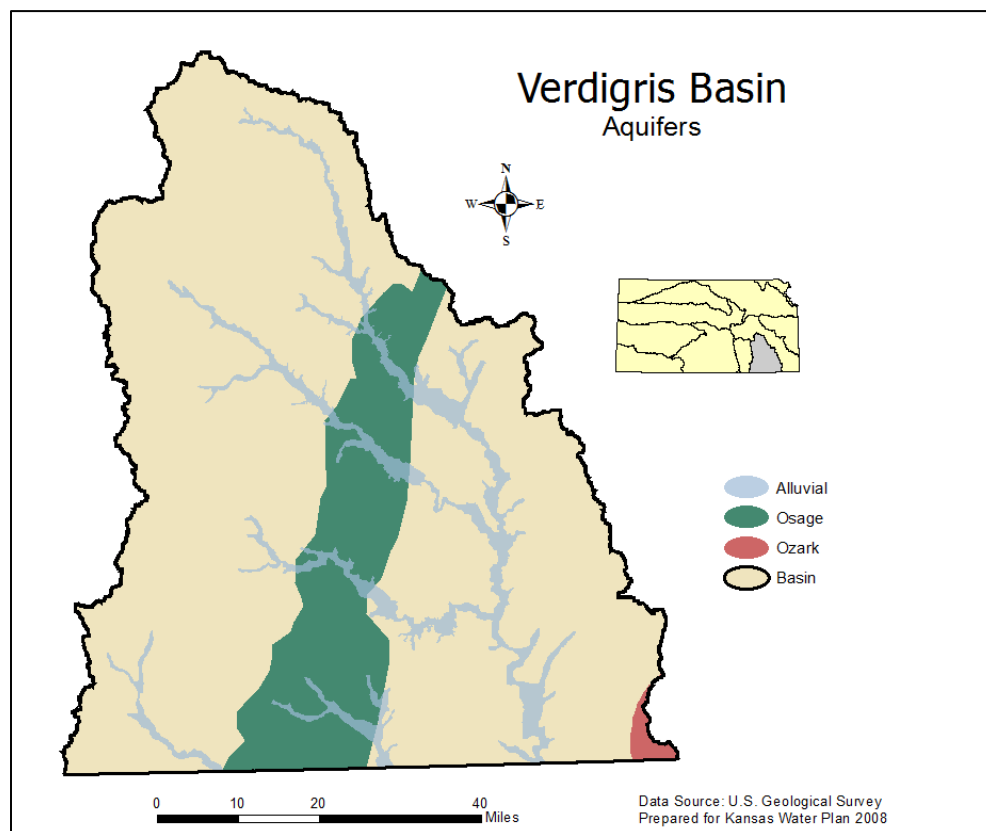 Verdigris Basin
Aquifers
N
W E
S
Alluvial
Osage
Ozark
Basin
0 10 20 40
Miles
Data Source: U.S. Geological Survey
Prepared for Kansas Water Plan 2008